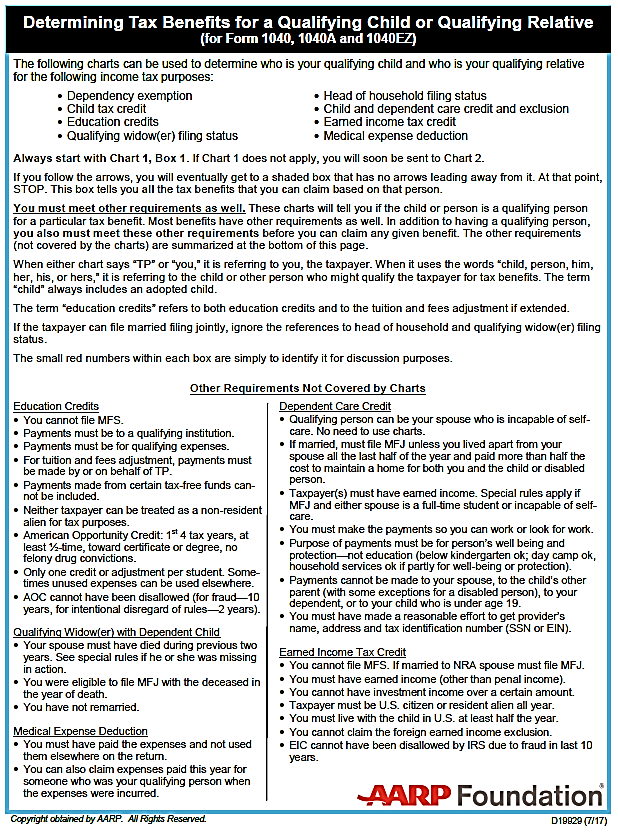 Determining Tax Benefits for a Qualifying Child or Qualifying Relative
(for Form 1040, 1040A and 1040EZ)
The following charts can be used to determine who is your qualifying child and who is your qualifying relative
for the following income tax purposes:
• Dependency exemption
• Child tax credit
• Education credits
• Qualifying widow(er) filing status
• Head of household filing status
• Child and dependent care credit and exclusion
• Earned income tax credit
• Medical expense deduction
Always start with Chart 1, Box 1. If Chart 1 does not apply, you will soon be sent to Chart 2.
If you follow the arrows, you will eventually get to a shaded box that has no arrows leading away from it. At that point,
STOP. This box tells you all the tax benefits that you can claim based on that person.
You must meet other requirements as well. These charts will tell you if the child or person is a qualifying person
for a particular tax benefit. Most benefits have other requirements as well. In addition to having a qualifying person,
you also must meet these other requirements before you can claim any given benefit. The other requirements
(not covered by the charts) are summarized at the bottom of this page.
When either chart says “TP” or “you,” it is referring to you, the taxpayer. When it uses the words “child, person, him,
her, his, or hers,” it is referring to the child or other person who might qualify the taxpayer for tax benefits. The term
“child” always includes an adopted child.
The term “education credits” refers to both education credits and to the tuition and fees adjustment if extended.
If the taxpayer can file married filing jointly, ignore the references to head of household and qualifying widow(er) filing
status.
The small red numbers within each box are simply to identify it for discussion purposes.
Other Requirements Not Covered by Charts
Education Credits
• You cannot file MFS.
• Payments must be to a qualifying institution.
• Payments must be for qualifying expenses.
• For tuition and fees adjustment, payments must
be made by or on behalf of TP.
• Payments made from certain tax-free funds can-
not be included.
• Neither taxpayer can be treated as a non-resident
alien for tax purposes.
• American Opportunity Credit: 1st 4 tax years, at
least ½-time, toward certificate or degree, no
felony drug convictions.
• Only one credit or adjustment per student. Some-
times unused expenses can be used elsewhere.
• AOC cannot have been disallowed (for fraud—10
years, for intentional disregard of rules—2 years).
Qualifying Widow(er) with Dependent Child
• Your spouse must have died during previous two
years. See special rules if he or she was missing
in action.
• You were eligible to file MFJ with the deceased in
the year of death.
• You have not remarried.
Medical Expense Deduction
• You must have paid the expenses and not used
them elsewhere on the return.
• You can also claim expenses paid this year for
someone who was your qualifying person when
the expenses were incurred.
Dependent Care Credit
• Qualifying person can be your spouse who is incapable of self-
care. No need to use charts.
• If married, must file MFJ unless you lived apart from your
spouse all the last half of the year and paid more than half the
cost to maintain a home for both you and the child or disabled
person.
• Taxpayer(s) must have earned income. Special rules apply if
MFJ and either spouse is a full-time student or incapable of self-
care.
• You must make the payments so you can work or look for work.
• Purpose of payments must be for person's well being and
protection—not education (below kindergarten ok; day camp ok,
household services ok if partly for well-being or protection).
• Payments cannot be made to your spouse, to the child's other
parent (with some exceptions for a disabled person), to your
dependent, or to your child who is under age 19.
• You must have made a reasonable effort to get provider's
name, address and tax identification number (SSN or EIN).
Earned Income Tax Credit
• You cannot file MFS. If married to NRA spouse must file MFJ.
• You must have earned income (other than penal income).
• You cannot have investment income over a certain amount.
• Taxpayer must be U.S. citizen or resident alien all year.
• You must live with the child in U.S. at least half the year.
• You cannot claim the foreign earned income exclusion.
• EIC cannot have been disallowed by IRS due to fraud in last 10
years.
AARP Foundation®
Copyright obtained by AARP. All Rights Reserved.
D19929 (7/17)